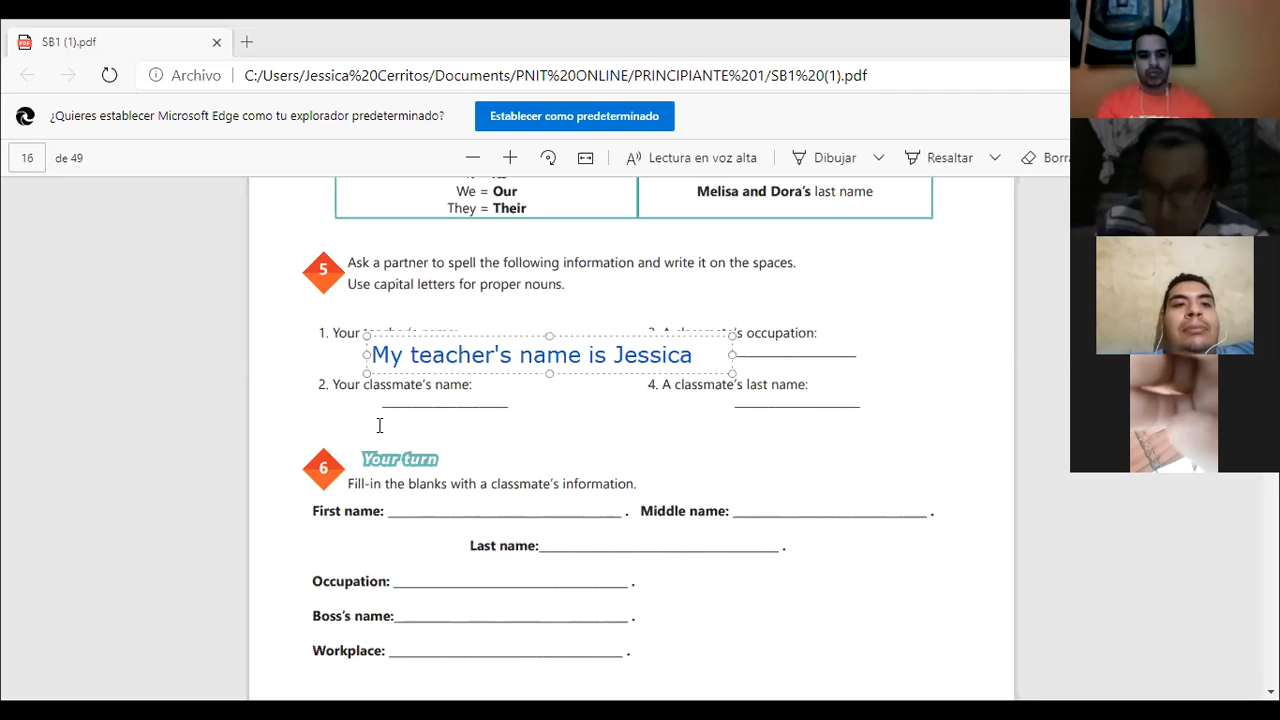 SB1 (1).pdf
Archivo C:/Users/Jessica%20Cerritos/Documents/PNIT%20ONLINE/PRINCIPIANTE%201/SB1%20(1).pdf
¿Quieres establecer Microsoft Edge como tu explorador predeterminado? Establecer como predeterminado
16 de 49 Lectura en voz alta Dibujar Resaltar Borra
We = Our
They = Their
Melisa and Dora's last name
5 Ask a partner to spell the following information and write it on the spaces.
Use capital letters for proper nouns.
1. Your teacher's name: 3. A classmate's occupation:
My teacher's name is Jessica
2. Your classmate's name: 4. A classmate's last name:
6 Your turn
Fill-in the blanks with a classmate's information.
First name: . Middle name: .
Last name: .
Occupation: .
Boss's name: .
Workplace: .